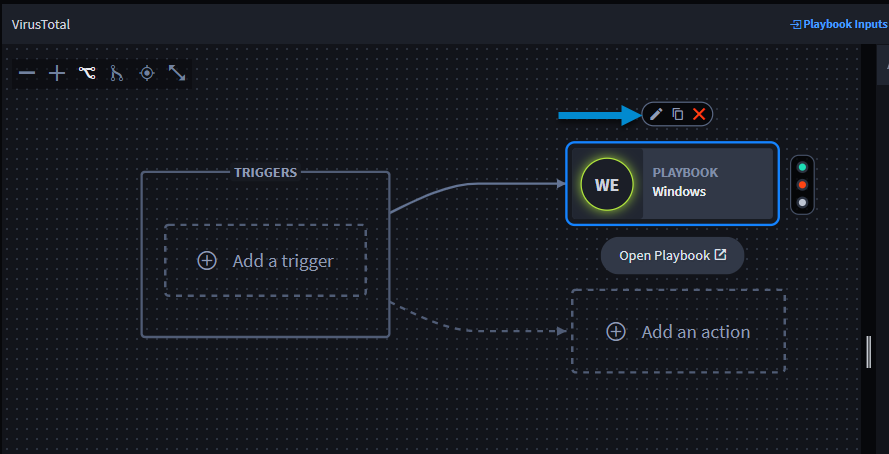 VirusTotal
Playbook Inputs
TRIGGERS
Add a trigger
WE
PLAYBOOK
Windows
Open Playbook
Add an action